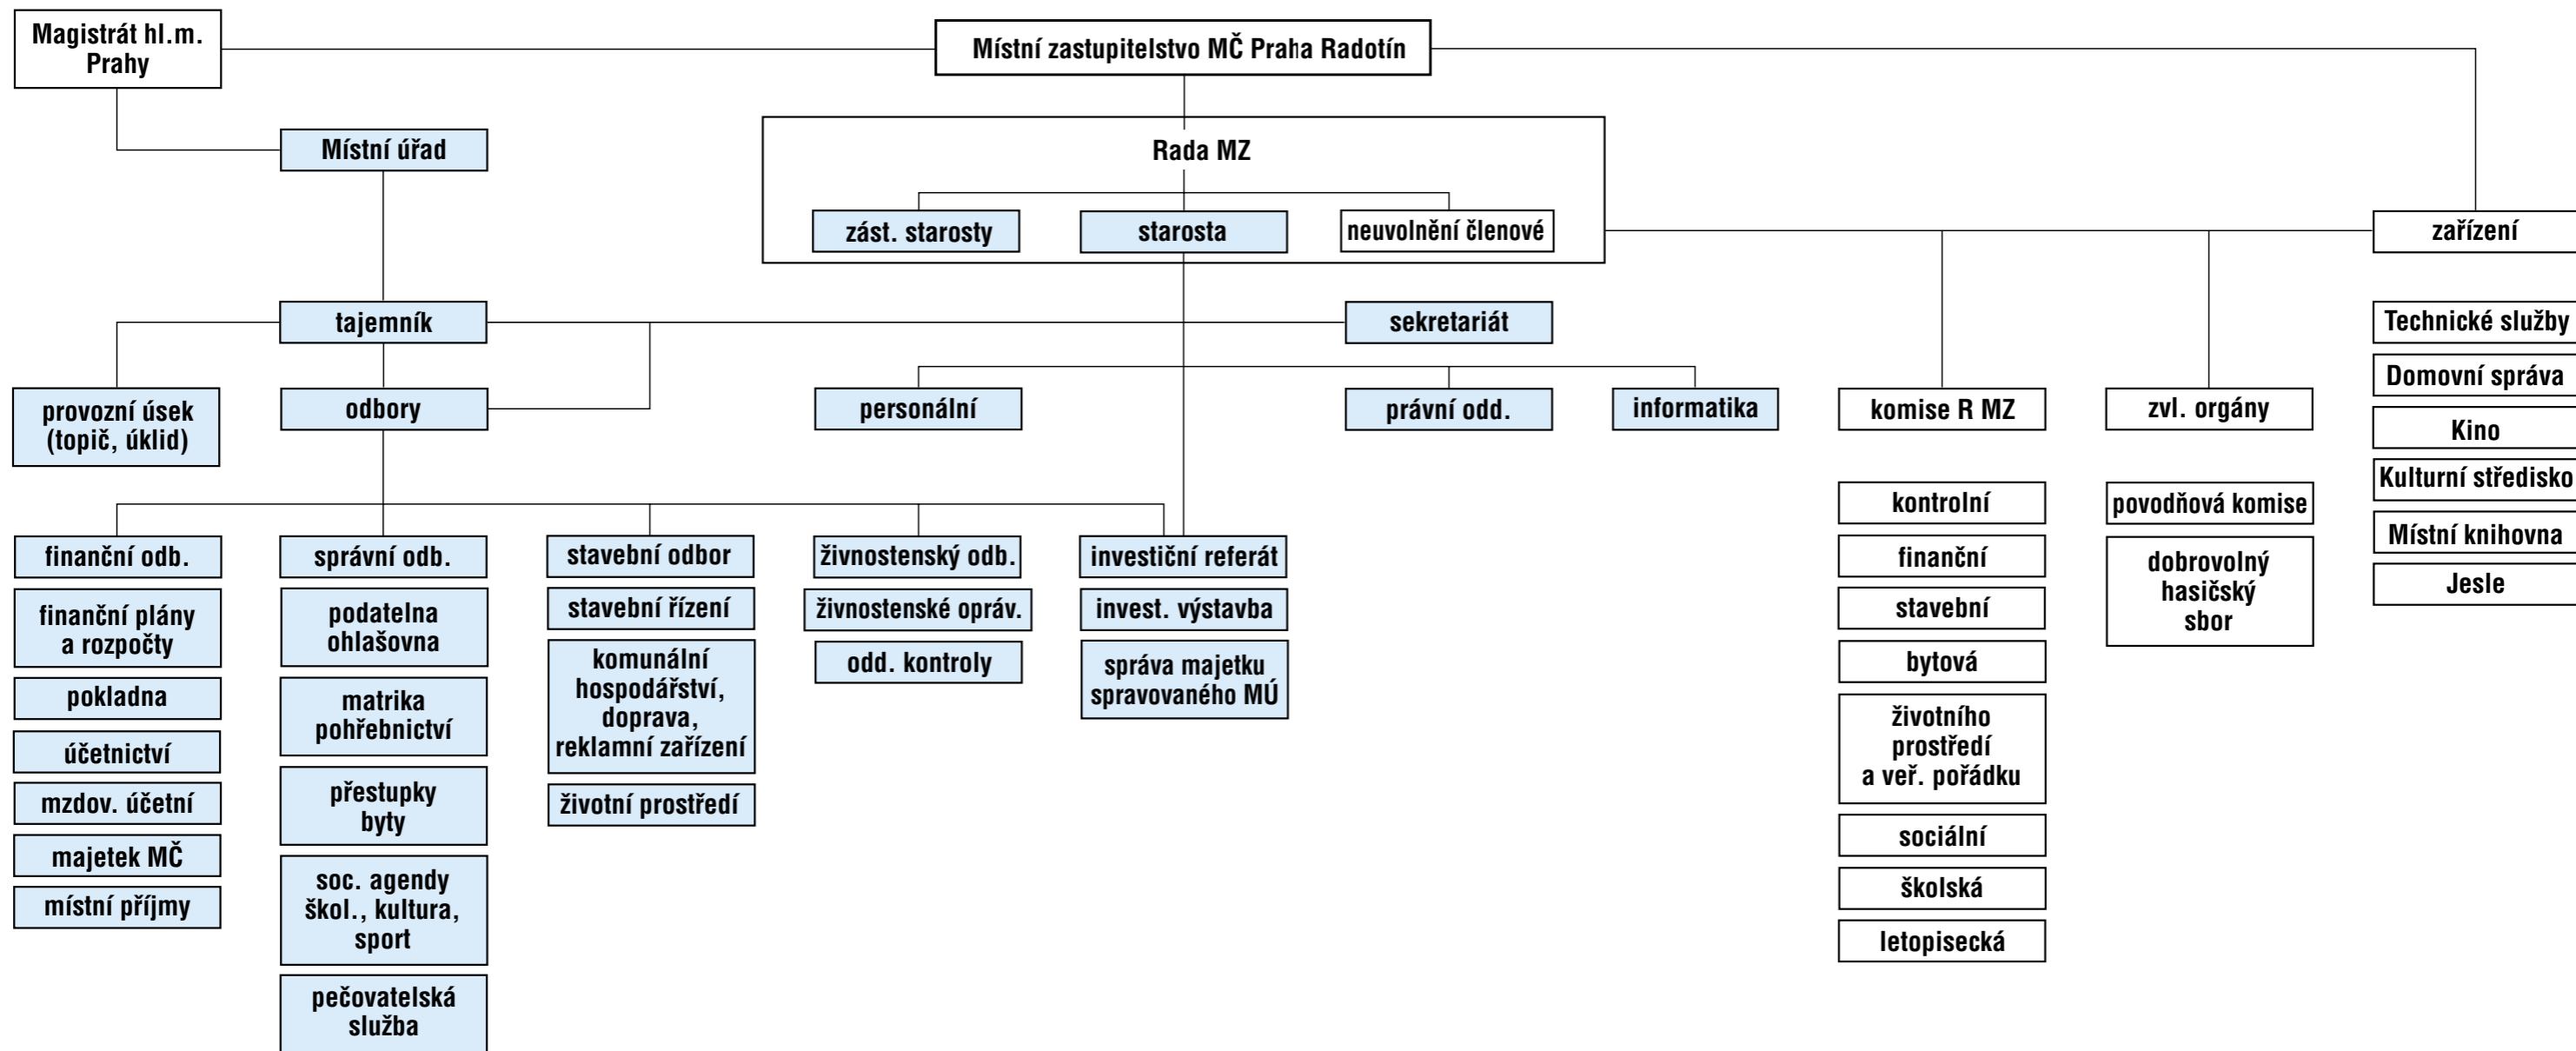 Magistrát hl.m.
Prahy
Místní zastupitelstvo MČ Praha Radotín
Místní úřad
Rada MZ
zást. starosty
starosta
neuvolnění členové
zařízení
tajemník
sekretariát
Technické služby
Domovní správa
Kino
Kulturní středisko
Místní knihovna
Jesle
provozní úsek
(topič, úklid)
odbory
personální
právní odd.
informatika
komise R MZ
zvl. orgány
kontrolní
finanční
stavební
bytová
životního
prostředí
a veř. pořádku
sociální
školská
letopisecká
povodňová komise
dobrovolný
hasičský
sbor
finanční odb.
finanční plány
a rozpočty
pokladna
účetnictví
mzdov. účetní
majetek MČ
místní příjmy
správní odb.
podatelna
ohlašovna
matrika
pohřebnictví
přestupky
byty
soc. agendy
škol., kultura,
sport
pečovatelská
služba
stavební odbor
stavební řízení
komunální
hospodářství,
doprava,
reklamní zařízení
životní prostředí
živnostenský odb.
živnostenské opráv.
odd. kontroly
investiční referát
invest. výstavba
správa majetku
spravovaného MÚ